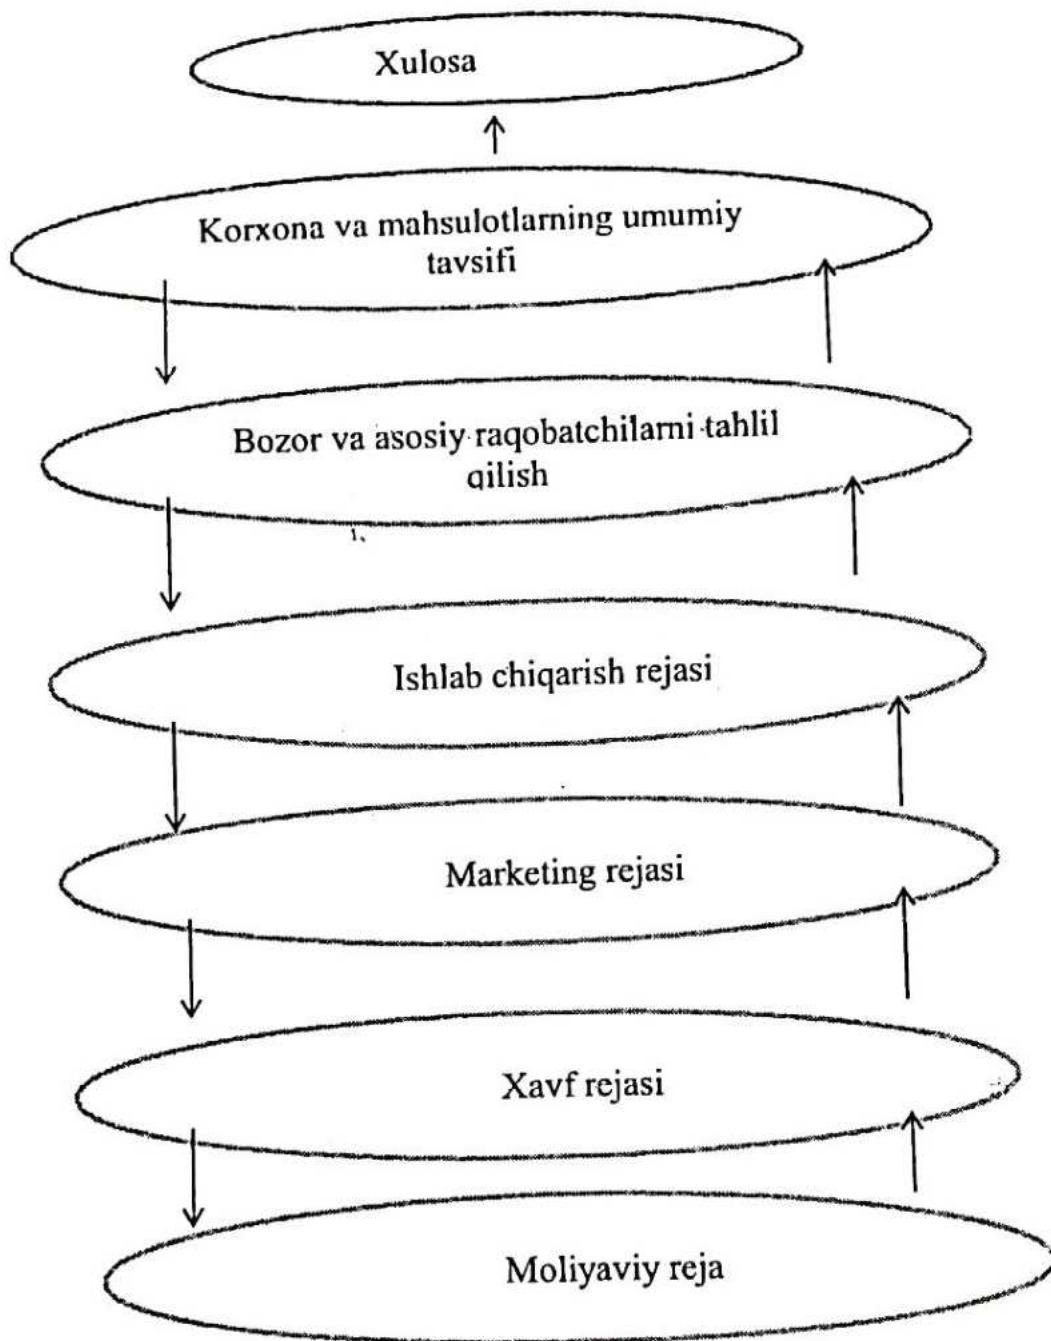 Xulosa
Korxona va mahsulotlarning umumiy
tavsifi
Bozor va asosiy raqobatchilarni tahlil
qilish
Ishlab chiqarish rejasi
Marketing rejasi
Xavf rejasi
Moliyaviy reja